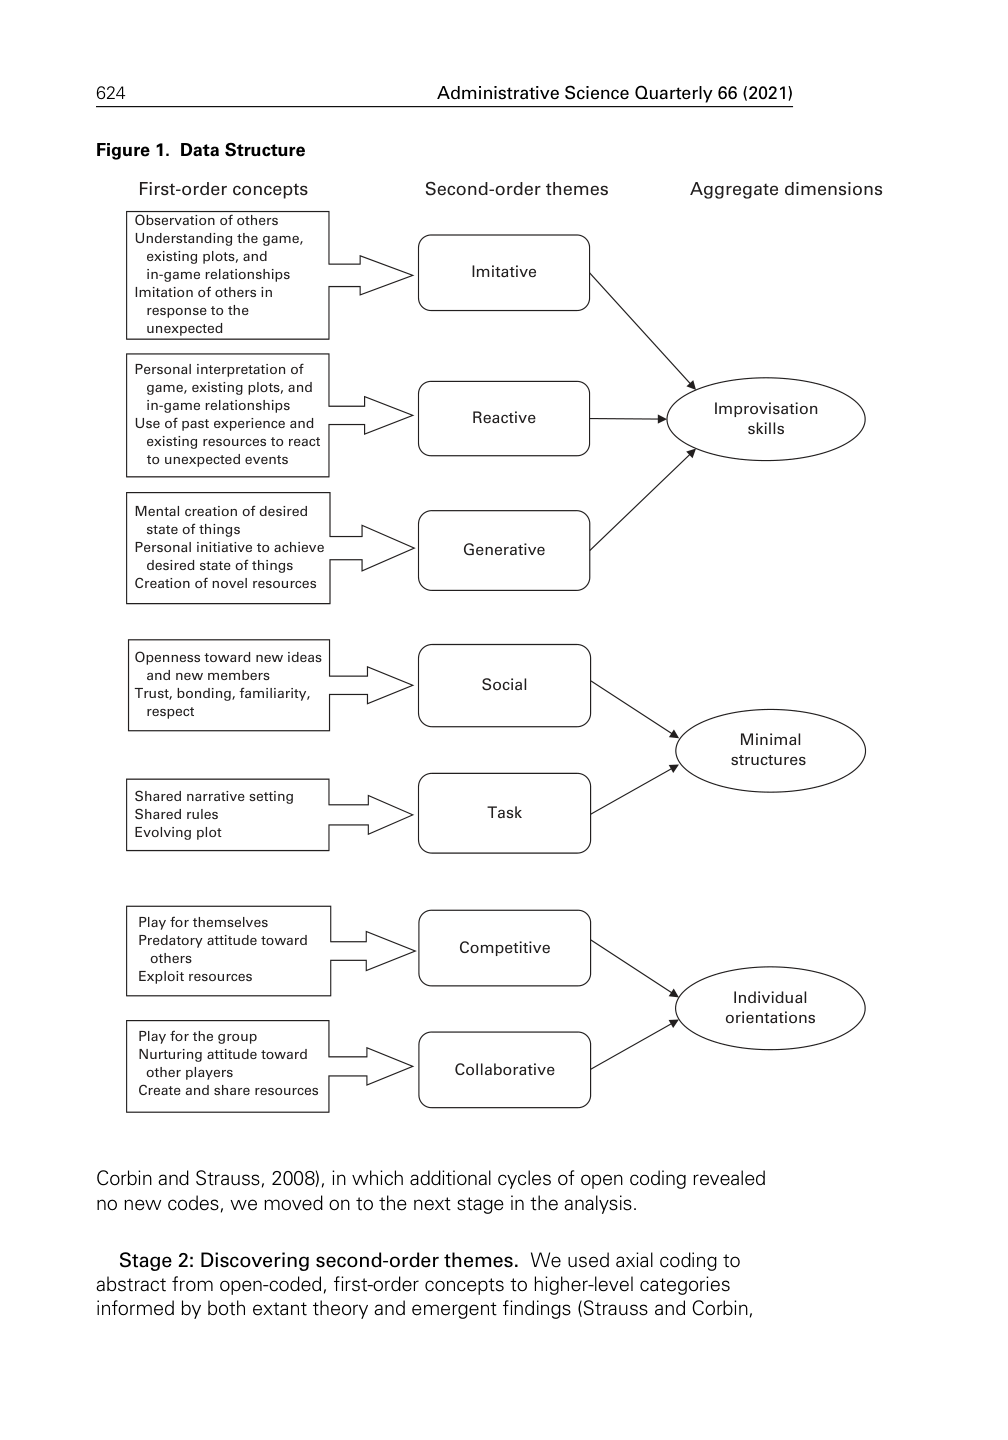 624
Administrative Science Quarterly 66 (2021)
Figure 1. Data Structure
First-order concepts
Second-order themes
Aggregate dimensions
Observation of others
Understanding the game,
existing plots, and
in-game relationships
Imitation of others in
response to the
unexpected
Imitative
Personal interpretation of
game, existing plots, and
in-game relationships
Use of past experience and
existing resources to react
to unexpected events
Reactive
Improvisation
skills
Mental creation of desired
state of things
Personal initiative to achieve
desired state of things
Creation of novel resources
Generative
Openness toward new ideas
and new members
Trust, bonding, familiarity,
respect
Social
Minimal
structures
Shared narrative setting
Shared rules
Evolving plot
Task
Play for themselves
Predatory attitude toward
others
Exploit resources
Competitive
Individual
orientations
Play for the group
Nurturing attitude toward
other players
Create and share resources
Collaborative
Corbin and Strauss, 2008), in which additional cycles of open coding revealed
no new codes, we moved on to the next stage in the analysis.
Stage 2: Discovering second-order themes. We used axial coding to
abstract from open-coded, first-order concepts to higher-level categories
informed by both extant theory and emergent findings (Strauss and Corbin,